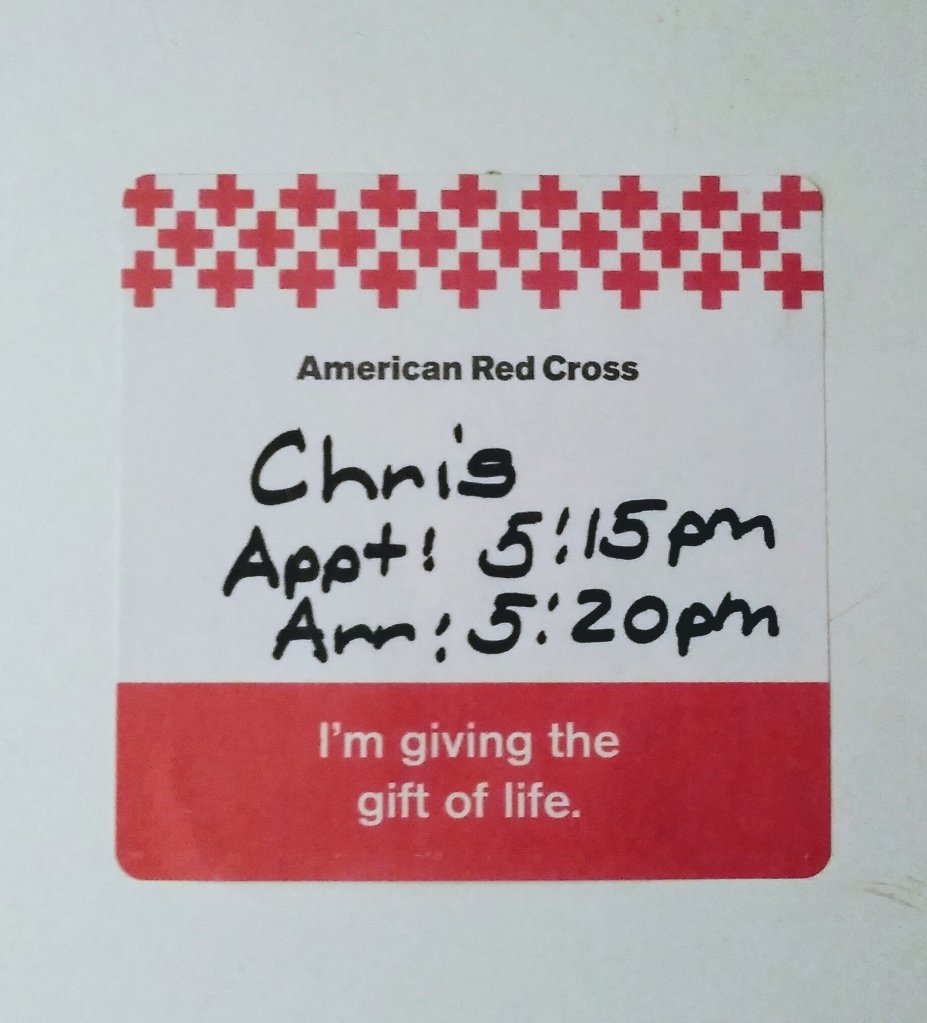 American Red Cross
Chris
Appt: 5:15pm
Arr: 5:20pm
I'm giving the
gift of life.